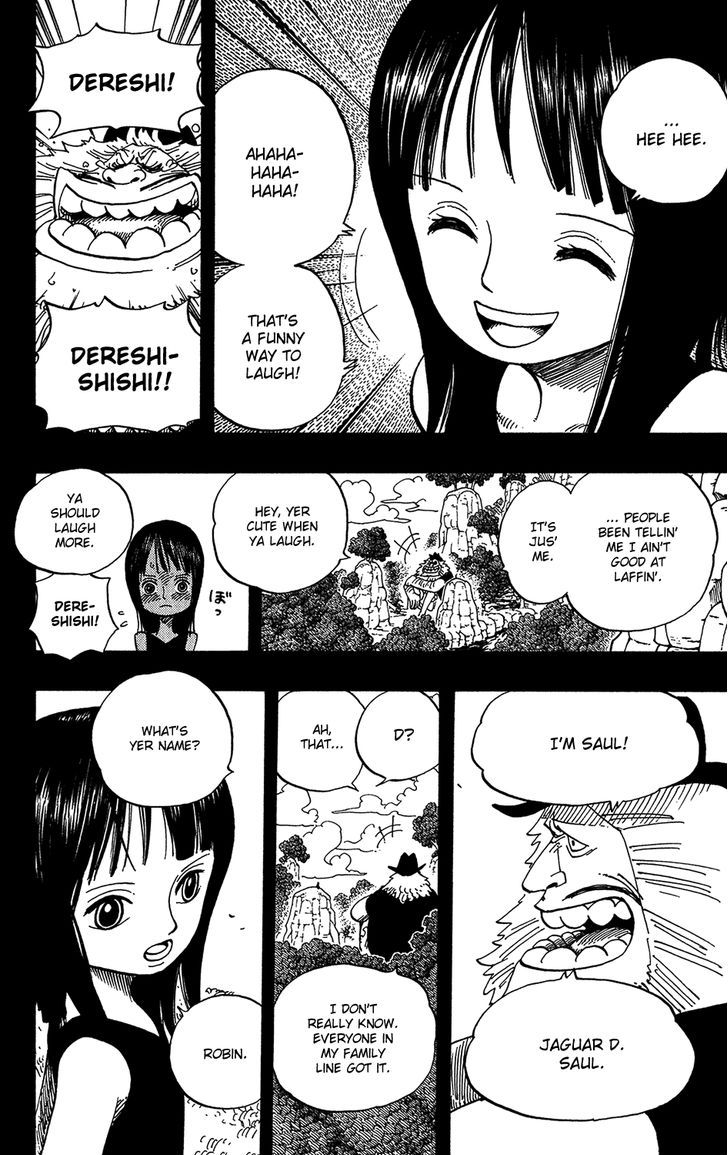 ...
HEE HEE.
AHAHA-
HAHA-
HAHA!
THAT'S
A FUNNY
WAY TO
LAUGH!
DERESHI!
DERESHI-
SHISHI!!
... PEOPLE
BEEN TELLIN'
ME I AIN'T
GOOD AT
LAFFIN'.
IT'S
JUS'
ME.
HEY, YER
CUTE WHEN
YA LAUGH.
ぼっ
YA
SHOULD
LAUGH
MORE.
DERE-
SHISHI!
I'M SAUL!
JAGUAR D.
SAUL.
D?
AH,
THAT...
I DON'T
REALLY KNOW.
EVERYONE IN
MY FAMILY
LINE GOT IT.
WHAT'S
YER NAME?
ROBIN.